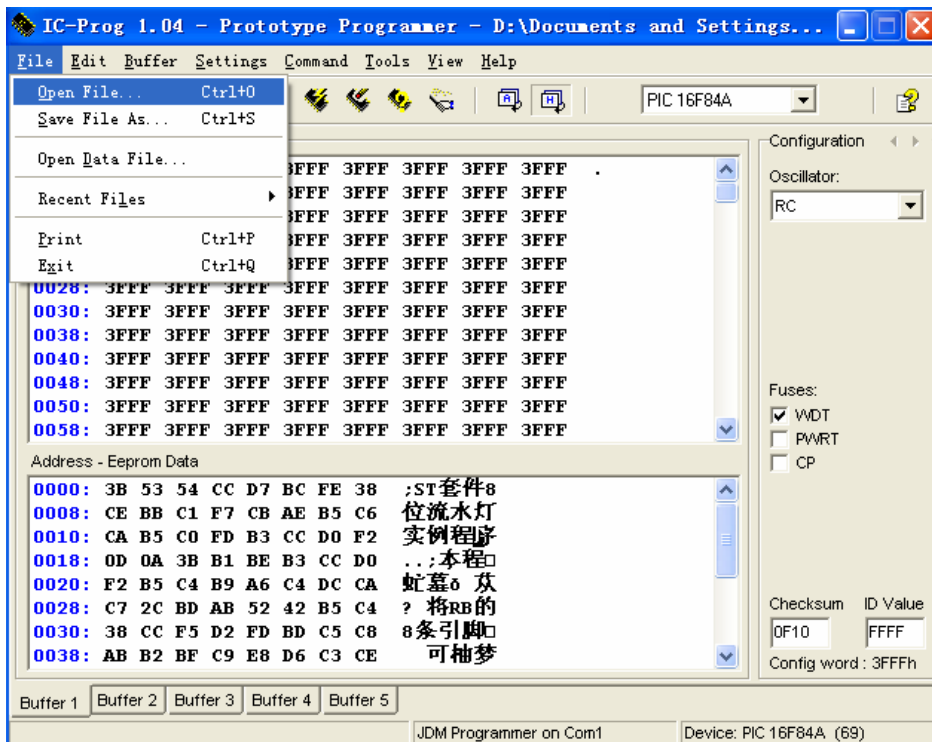 IC-Prog 1.04 - Prototype Programmer - D:\Documents and Setti​ngs...
File Edit Buffer Settings Command Tools View Help
Open File... Ctrl+O
Save File As... Ctrl+S
Open Data File...
Recent Files
Print Ctrl+P
Exit Ctrl+Q
PIC 16F84A
3FFF 3FFF 3FFF 3FFF 3FFF .
3FFF 3FFF 3FFF 3FFF 3FFF
3FFF 3FFF 3FFF 3FFF 3FFF
3FFF 3FFF 3FFF 3FFF 3FFF
3FFF 3FFF 3FFF 3FFF 3FFF
0028: 3FFF 3FFF 3FFF 3FFF 3FFF 3FFF 3FFF 3FFF
0030: 3FFF 3FFF 3FFF 3FFF 3FFF 3FFF 3FFF 3FFF
0038: 3FFF 3FFF 3FFF 3FFF 3FFF 3FFF 3FFF 3FFF
0040: 3FFF 3FFF 3FFF 3FFF 3FFF 3FFF 3FFF 3FFF
0048: 3FFF 3FFF 3FFF 3FFF 3FFF 3FFF 3FFF 3FFF
0050: 3FFF 3FFF 3FFF 3FFF 3FFF 3FFF 3FFF 3FFF
0058: 3FFF 3FFF 3FFF 3FFF 3FFF 3FFF 3FFF 3FFF
Address - Eeprom Data
0000: 3B 53 54 CC D7 BC FE 38 ;ST套件8
0008: CE BB C1 F7 CB AE B5 C6 位流水灯
0010: CA B5 C0 FD B3 CC D0 F2 实例程序
0018: 0D 0A 3B B1 BE B3 CC D0 ..;本程□
0020: F2 B5 C4 B9 A6 C4 DC CA 虻墓δ 苁
0028: C7 2C BD AB 52 42 B5 C4 ? 将RB的
0030: 38 CC F5 D2 FD BD C5 C8 8条引脚□
0038: AB B2 BF C9 E8 D6 C3 CE 可柚梦
Configuration
Oscillator:
RC
Fuses:
WDT
PWRT
CP
Checksum ID Value
0F10 FFFF
Config word : 3FFFh
Buffer 1 Buffer 2 Buffer 3 Buffer 4 Buffer 5
JDM Programmer on Com1 Device: PIC 16F84A (69)